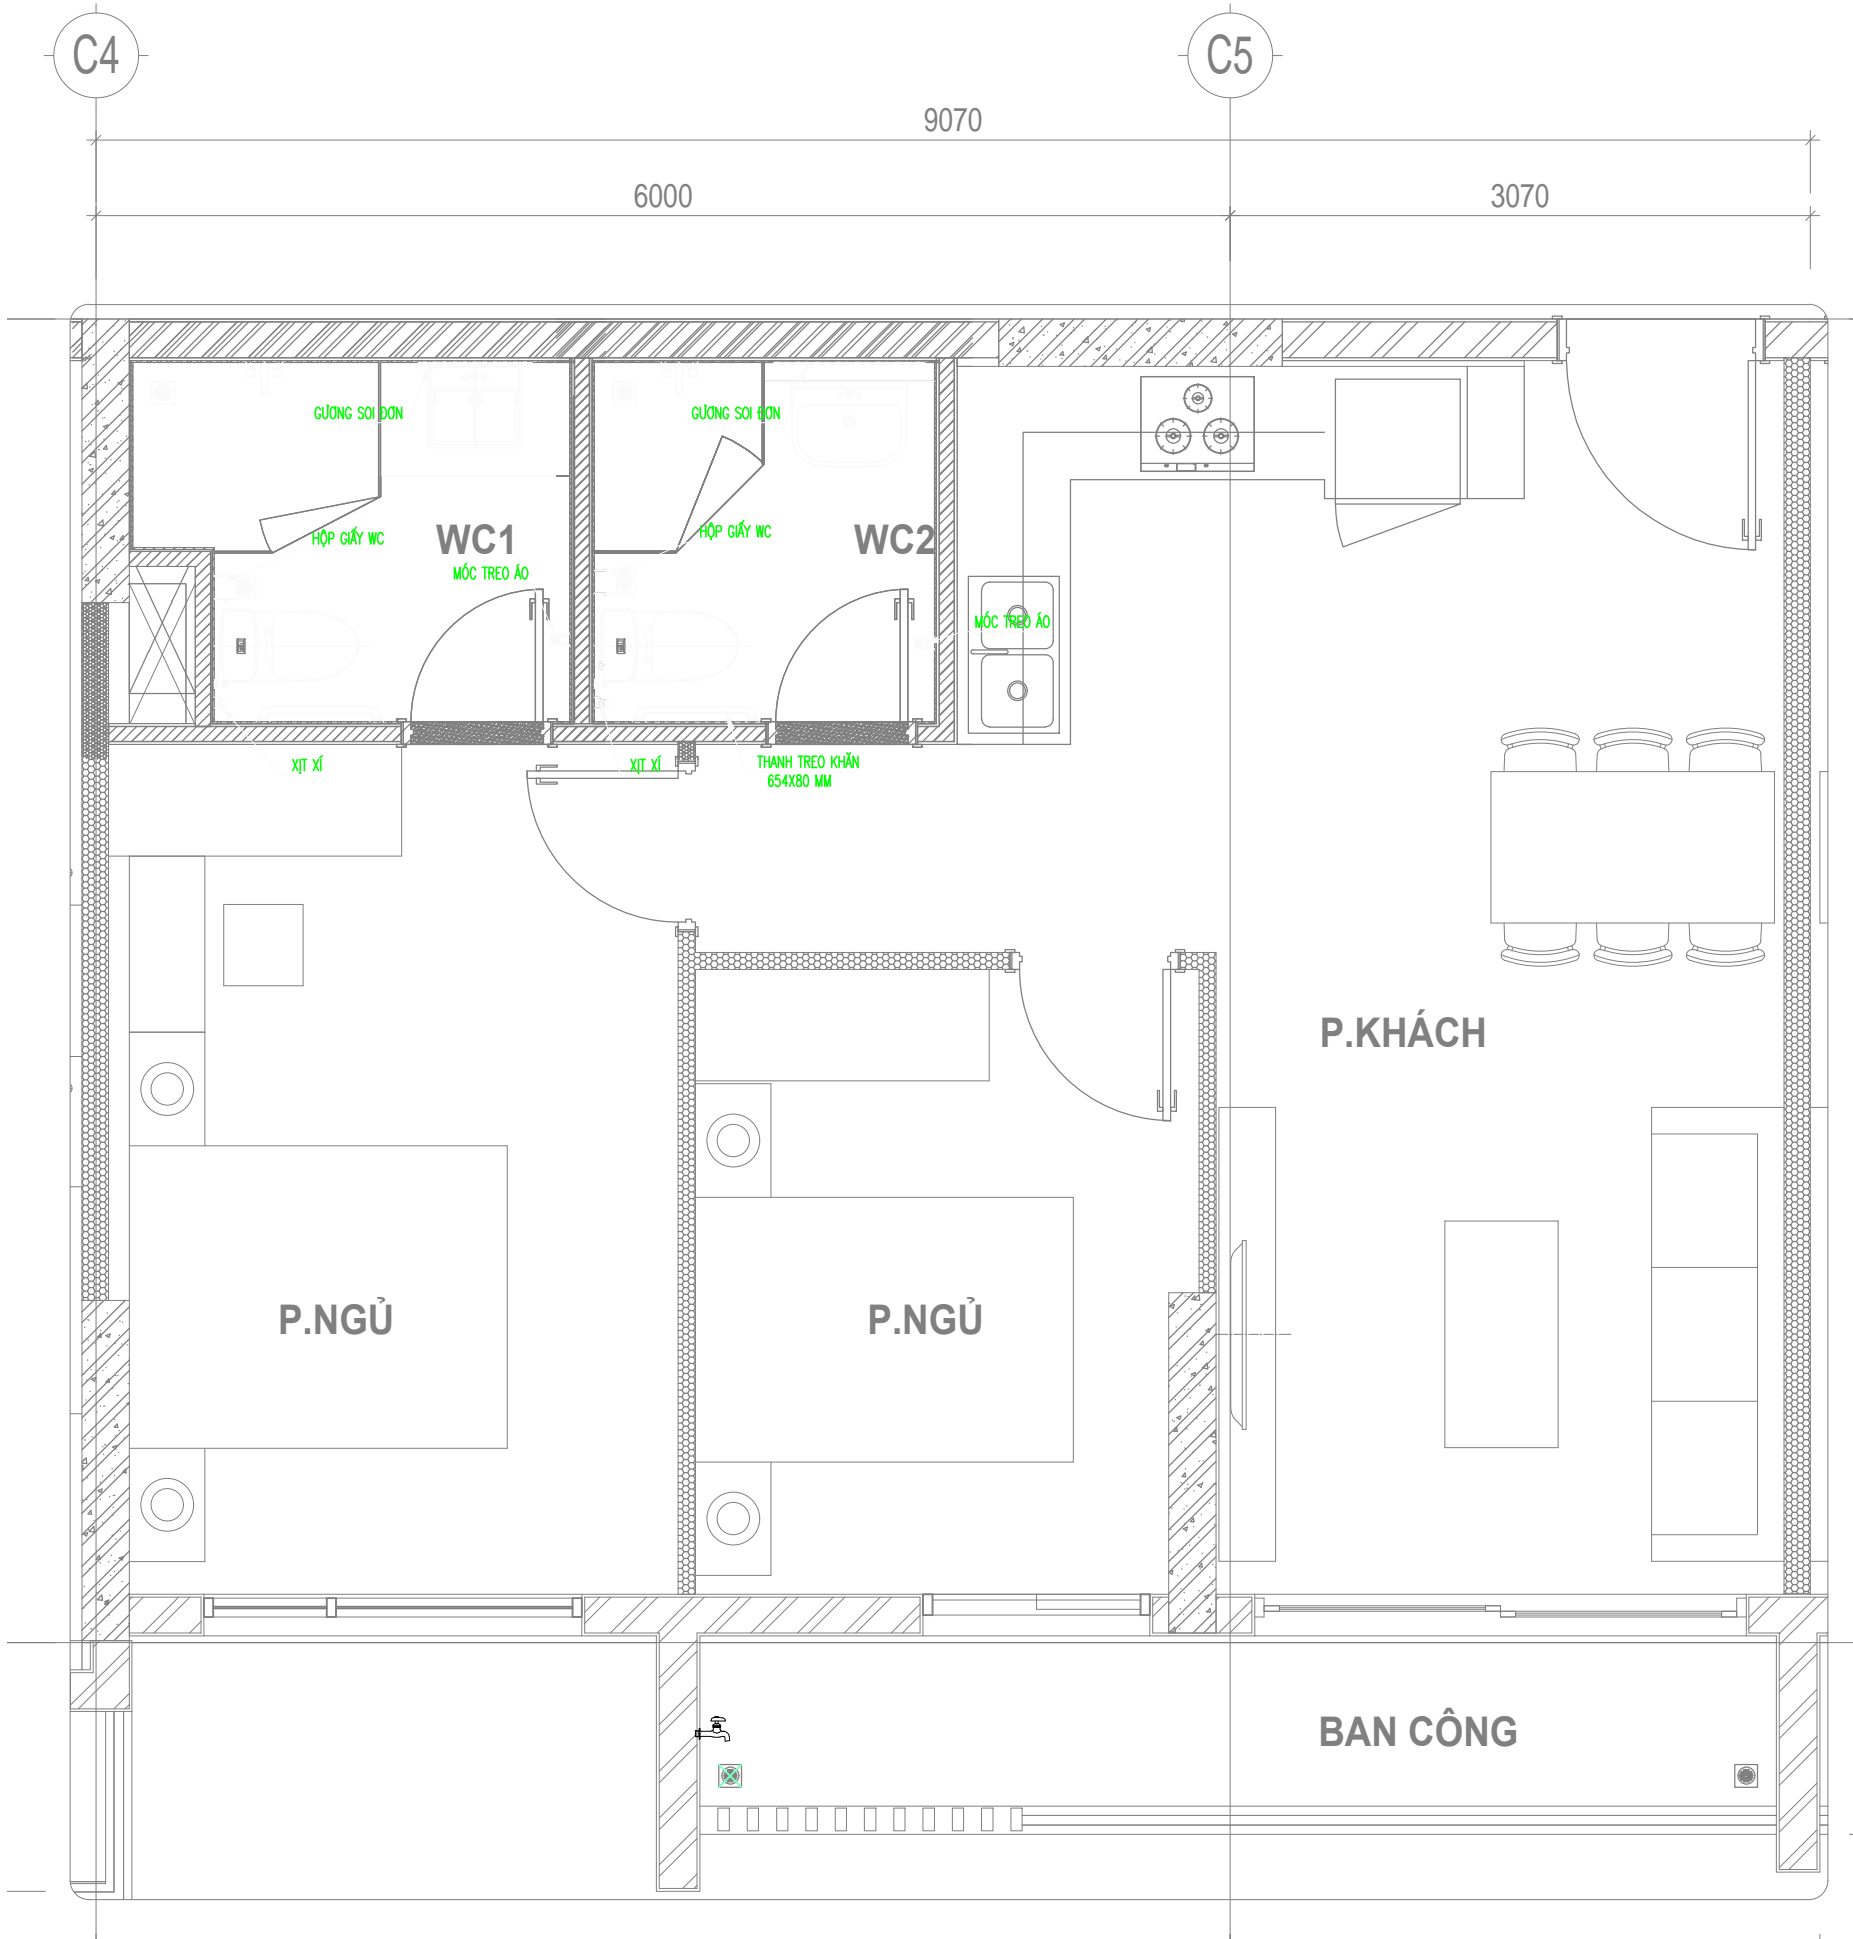 C4
C5
9070
6000
3070
GƯƠNG SOI ĐƠN
GƯƠNG SOI ĐƠN
HỘP GIẤY WC
WC1
HỘP GIẤY WC
WC2
MÓC TREO ÁO
MÓC TREO ÁO
XỊT XÍ
XỊT XÍ
THANH TREO KHĂN
654X80 MM
P.KHÁCH
P.NGỦ
P.NGỦ
BAN CÔNG